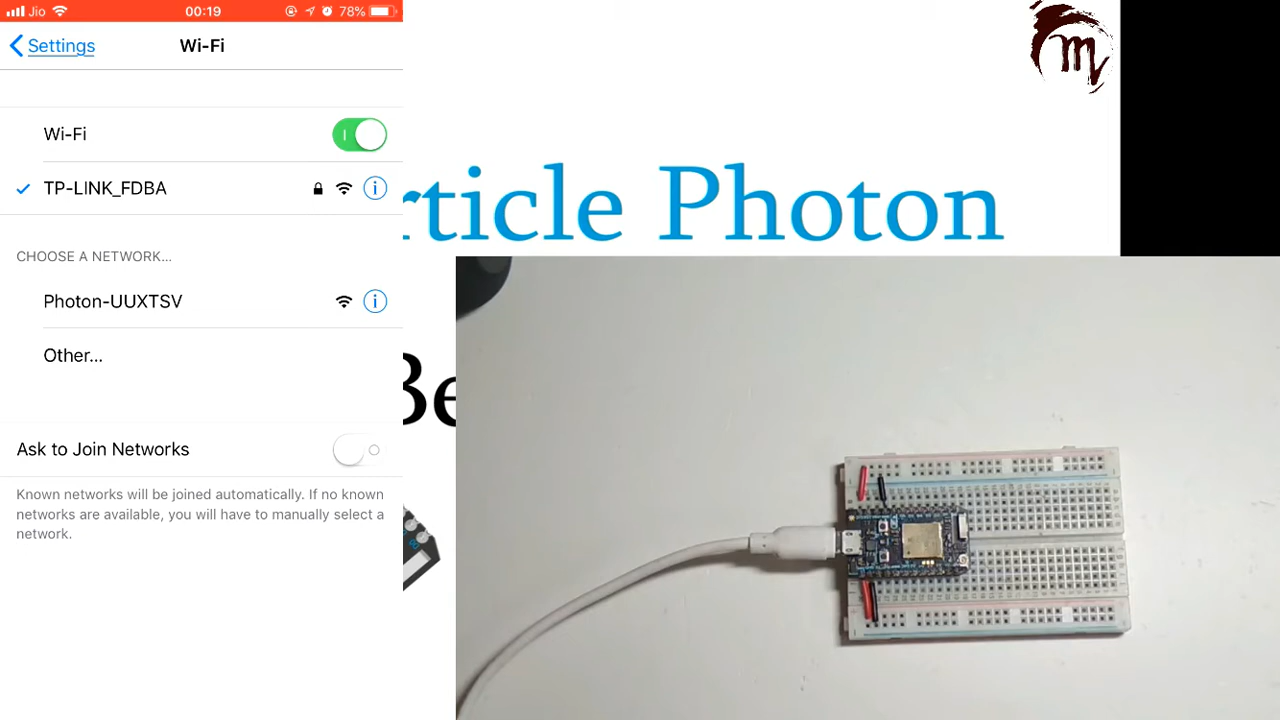 Jio 00:19 78%
Settings Wi-Fi
Wi-Fi
TP-LINK_FDBA
CHOOSE A NETWORK...
Photon-UUXTSV
Other...
Ask to Join Networks
Known networks will be joined automatically. If no known
networks are available, you will have to manually select a
network.
m
rticle Photon
Be